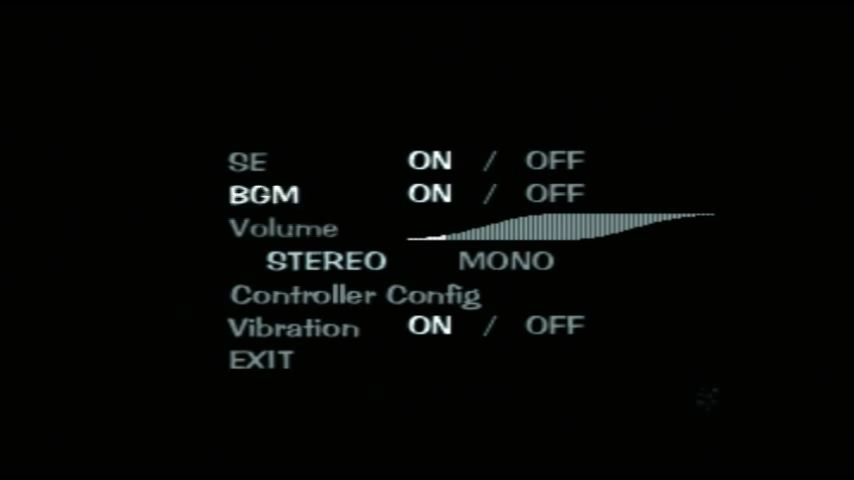 SE ON / OFF
BGM ON / OFF
Volume
STEREO MONO
Controller Config
Vibration ON / OFF
EXIT